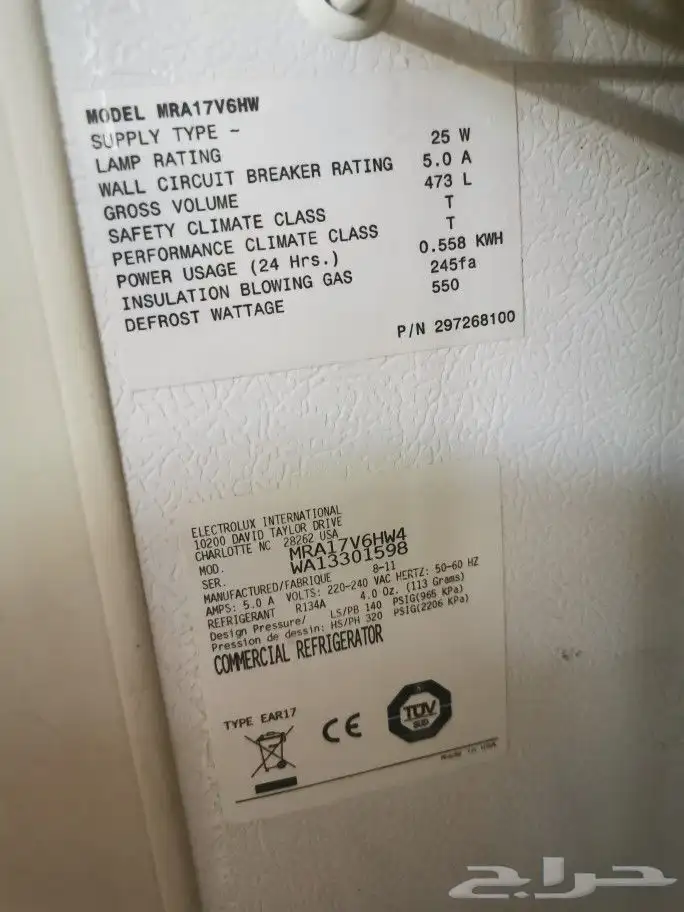 MODEL MRA17V6HW
SUPPLY TYPE ~
LAMP RATING 25 W
WALL CIRCUIT BREAKER RATING 5.0 A
GROSS VOLUME 473 L
SAFETY CLIMATE CLASS T
PERFORMANCE CLIMATE CLASS T
POWER USAGE (24 Hrs.) 0.558 KWH
INSULATION BLOWING GAS 245fa
DEFROST WATTAGE 550
P/N 297268100
ELECTROLUX INTERNATIONAL
10200 DAVID TAYLOR DRIVE
CHARLOTTE NC 28262 USA
MOD. MRA17V6HW4
SER. WA13301598
MANUFACTURED/FABRIQUE 8-11
AMPS: 5.0 A VOLTS: 220-240 VAC HERTZ: 50-60 HZ
REFRIGERANT R134A 4.0 Oz. (113 Grams)
Design Pressure/ LS/PB 140 PSIG(965 KPa)
Pression de dessin: HS/PH 320 PSIG(2206 KPa)
COMMERCIAL REFRIGERATOR
TYPE EAR17
CE
TUV
SUD
Made in USA
حراج